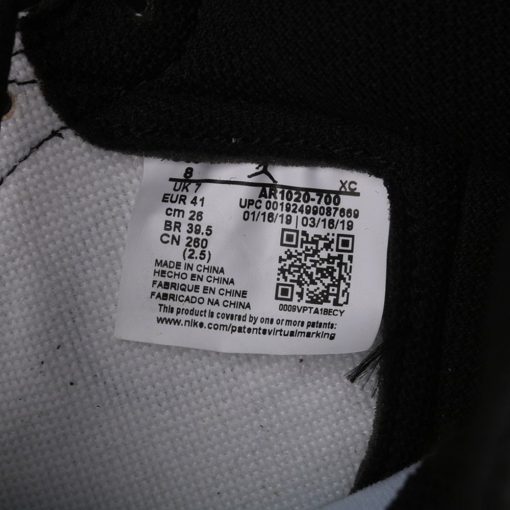 8
XC
UK 7
AR1020-700
EUR 41
UPC 00192499087669
cm 26
01/16/19 | 03/16/19
BR 39.5
CN 260
(2.5)
MADE IN CHINA
HECHO EN CHINA
FABRIQUE EN CHINE
FABRICADO NA CHINA
0009VPTA1BECY
This product is covered by one or more patents:
www.nike.com/patentsvirtualmarking